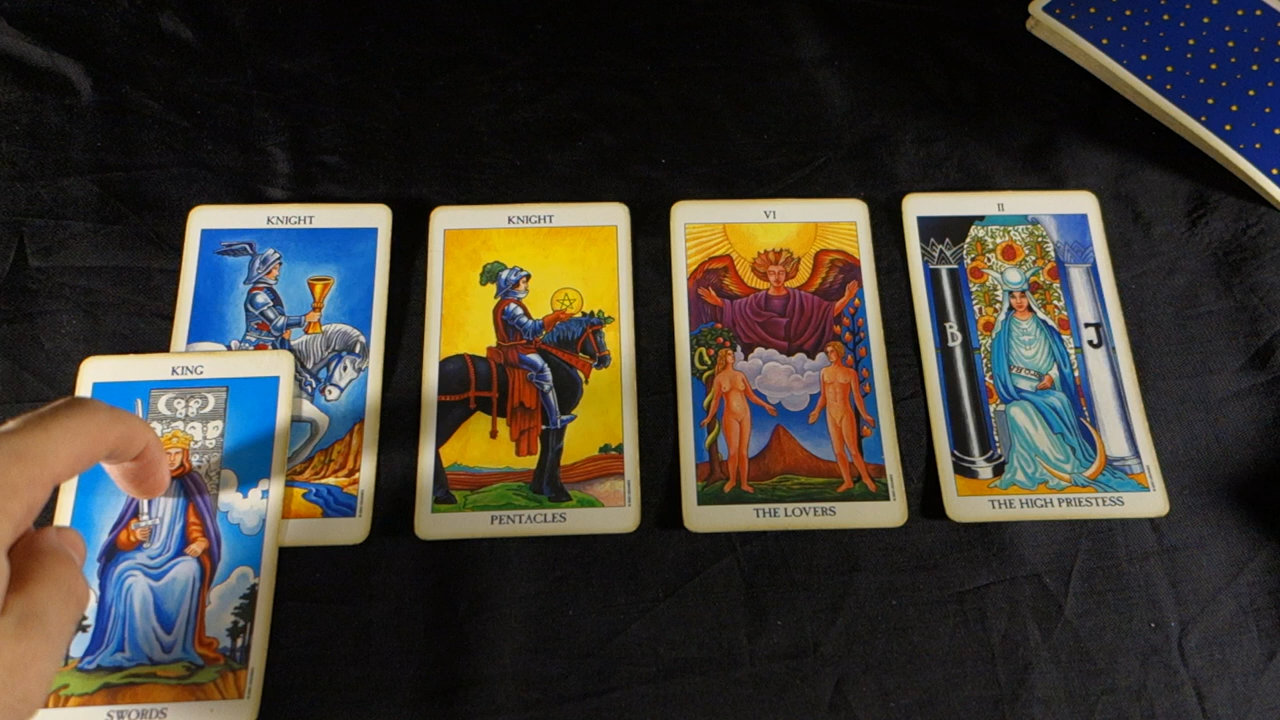 KNIGHT
KING
SWORDS
KNIGHT
PENTACLES
VI
THE LOVERS
II
B
J
THE HIGH PRIESTESS